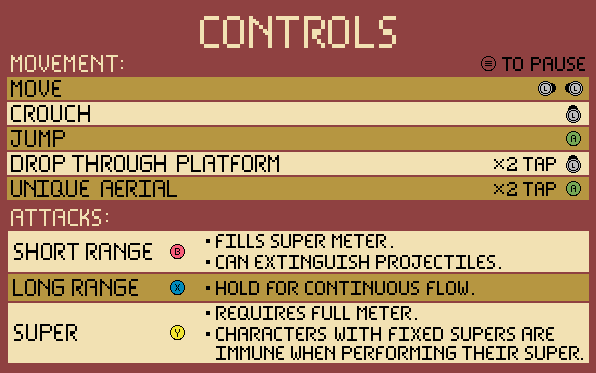 CONTROLS
MOVEMENT: TO PAUSE
MOVE L L
CROUCH L
JUMP A
DROP THROUGH PLATFORM ×2 TAP L
UNIQUE AERIAL ×2 TAP A
ATTACKS:
SHORT RANGE B
• FILLS SUPER METER.
• CAN EXTINGUISH PROJECTILES.
LONG RANGE X • HOLD FOR CONTINUOUS FLOW.
SUPER Y
• REQUIRES FULL METER.
• CHARACTERS WITH FIXED SUPERS ARE
IMMUNE WHEN PERFORMING THEIR SUPER.